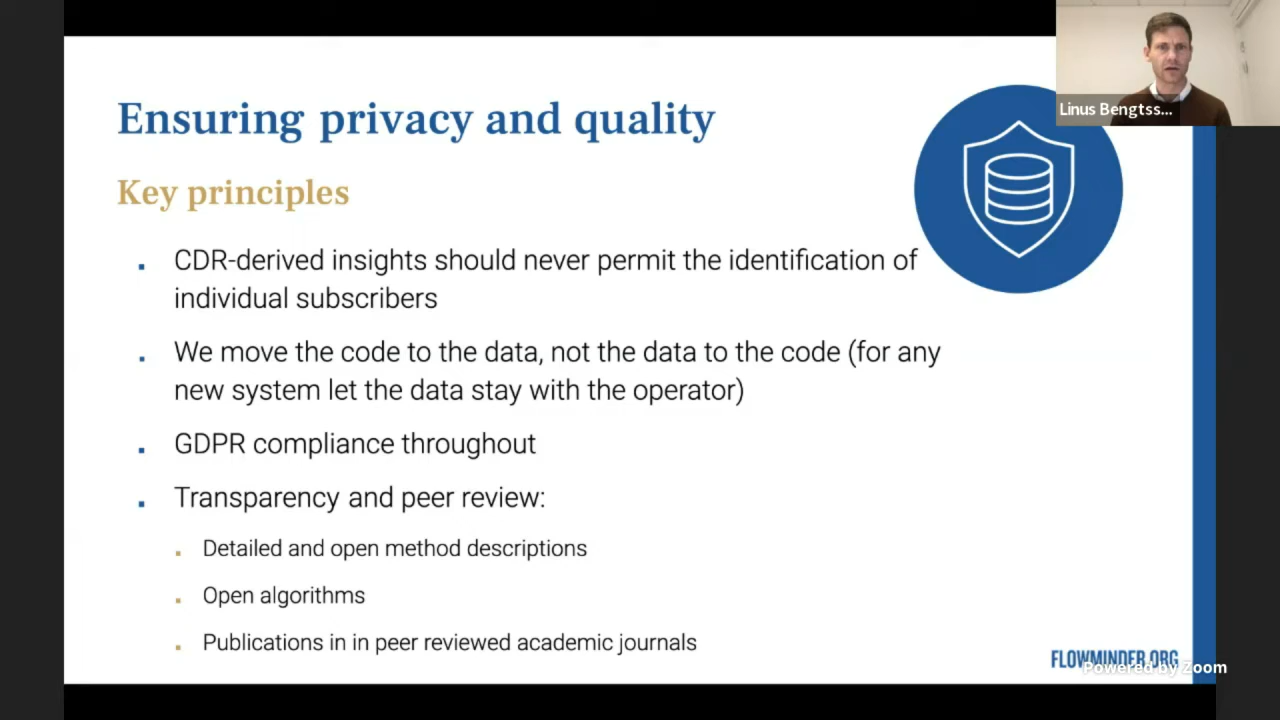 Ensuring privacy and quality
Linus Bengtss...
Key principles
CDR-derived insights should never permit the identification of
individual subscribers
We move the code to the data, not the data to the code (for any
new system let the data stay with the operator)
GDPR compliance throughout
Transparency and peer review:
Detailed and open method descriptions
Open algorithms
Publications in in peer reviewed academic journals
FLOWMINDER.ORG
Powered by Zoom